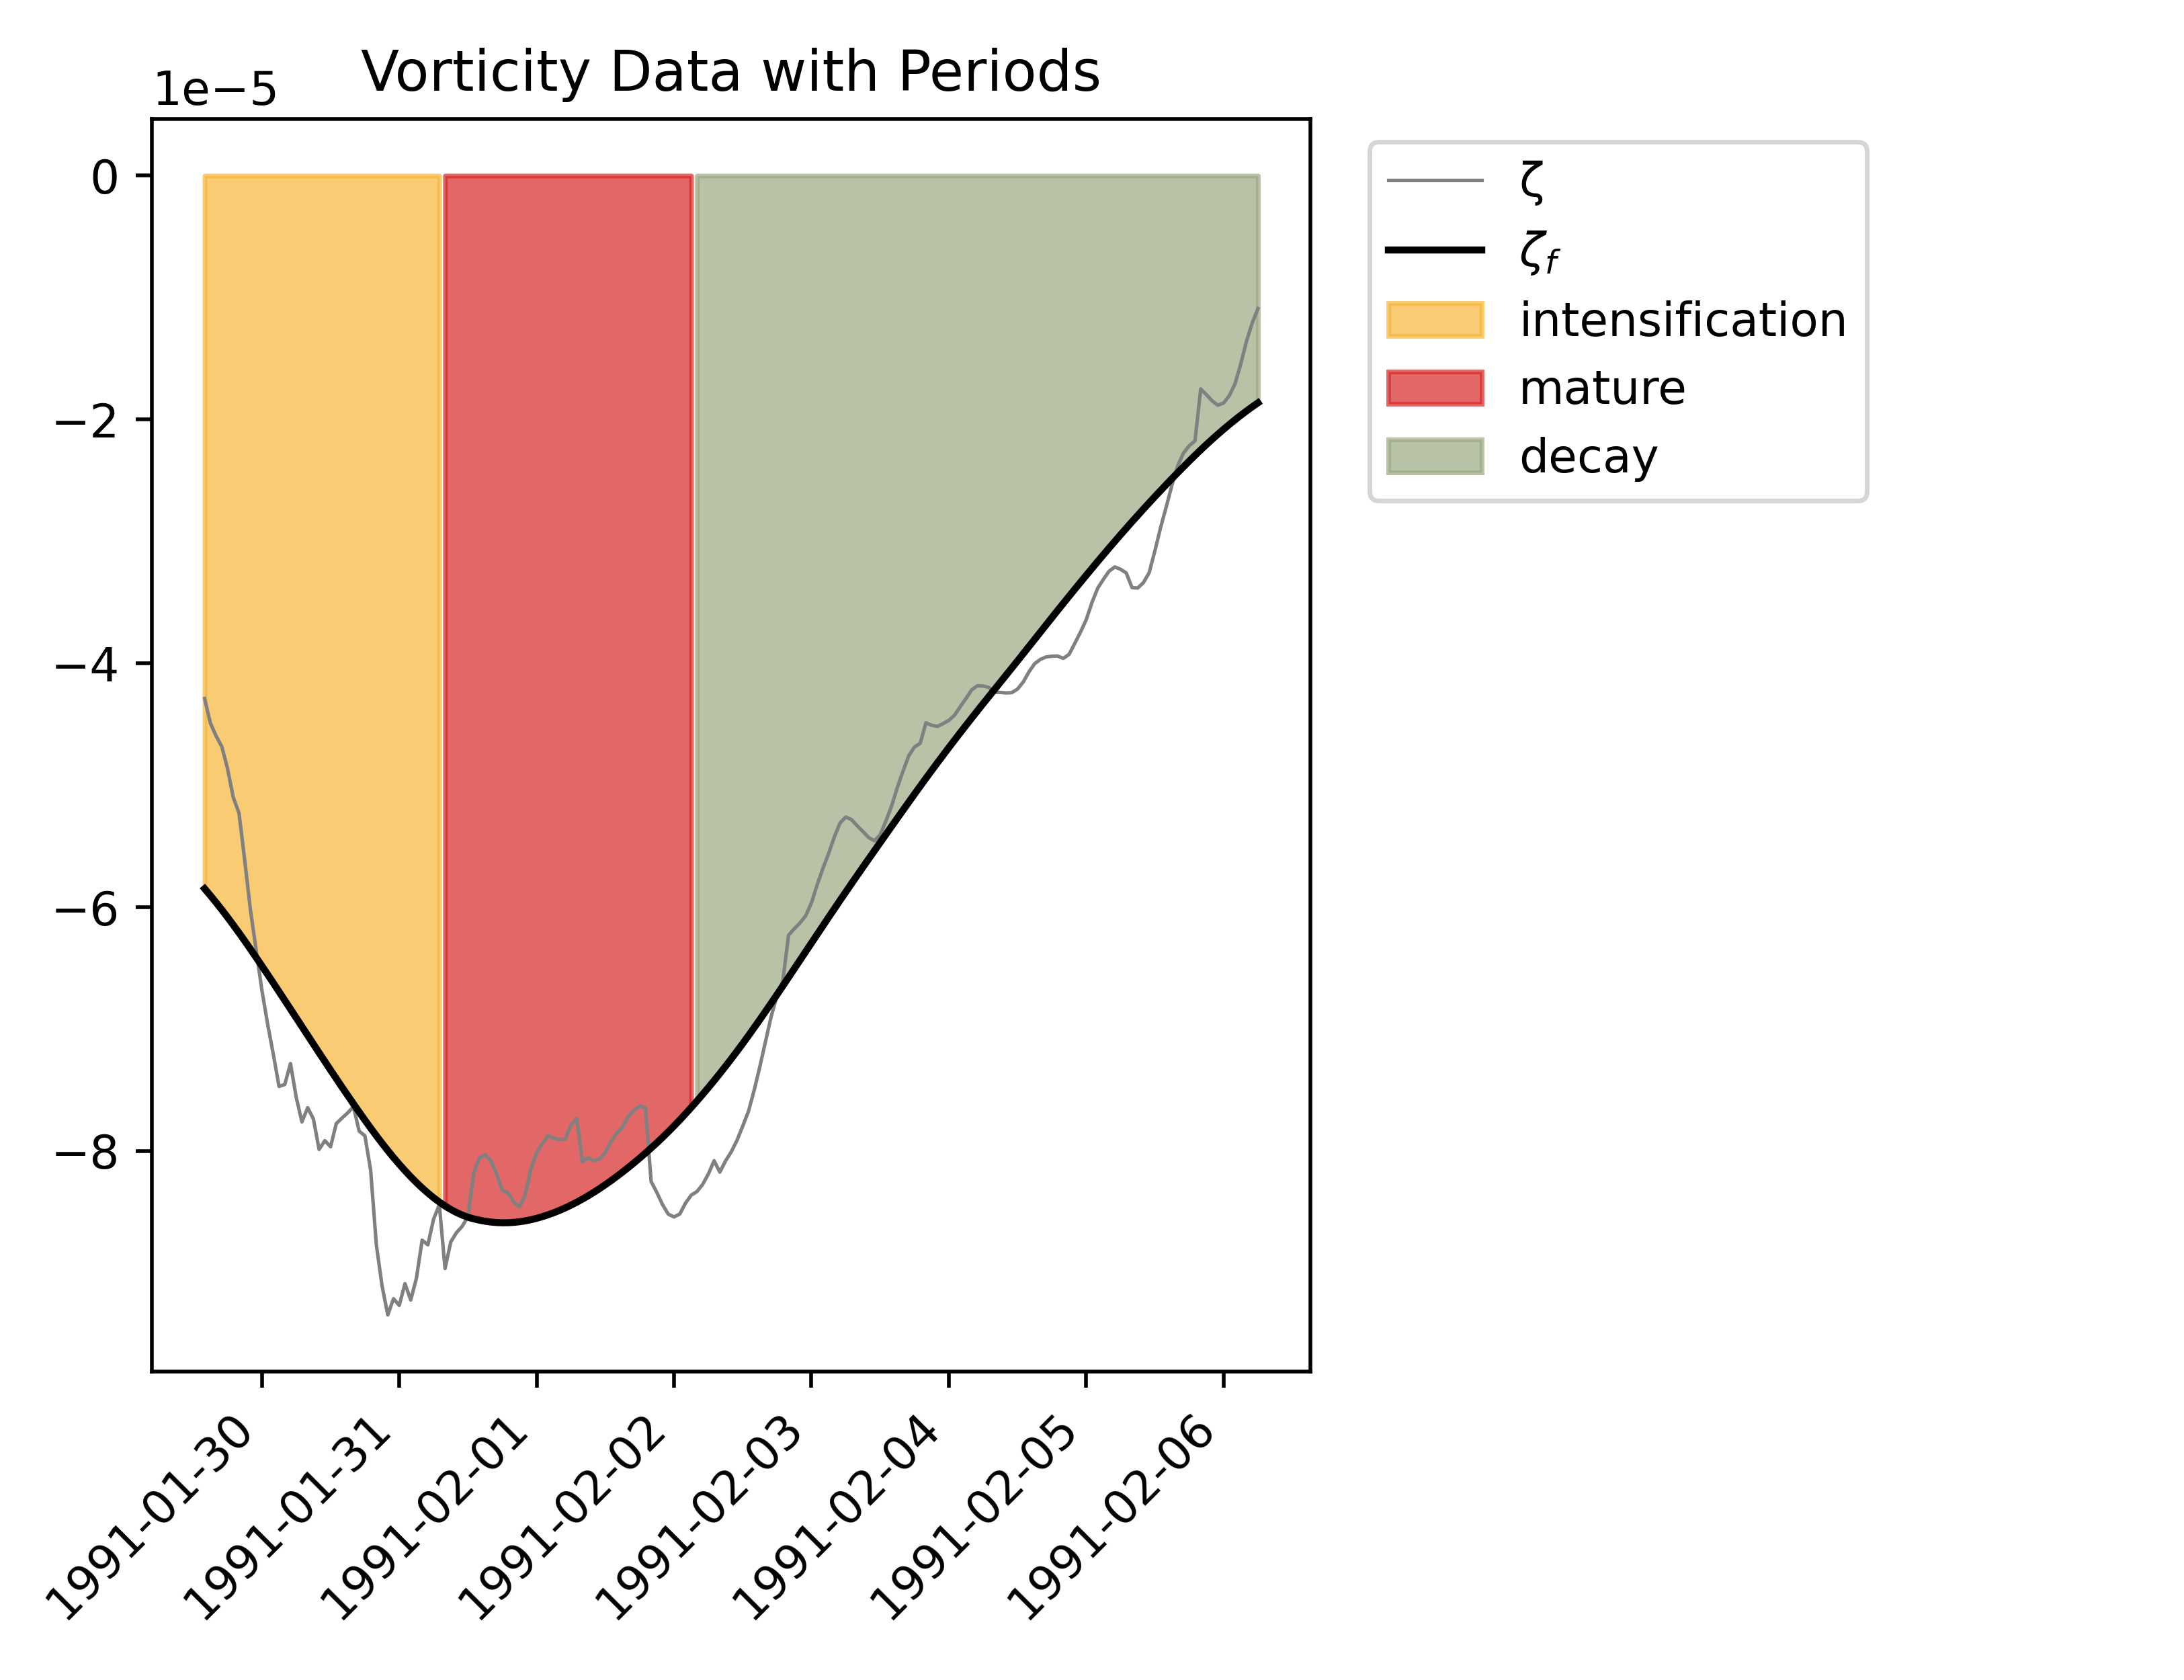 Vorticity Data with Periods
1e−5
0
−2
−4
−6
−8
1991-01-30
1991-01-31
1991-02-01
1991-02-02
1991-02-03
1991-02-04
1991-02-05
1991-02-06
ζ
ζf
intensification
mature
decay